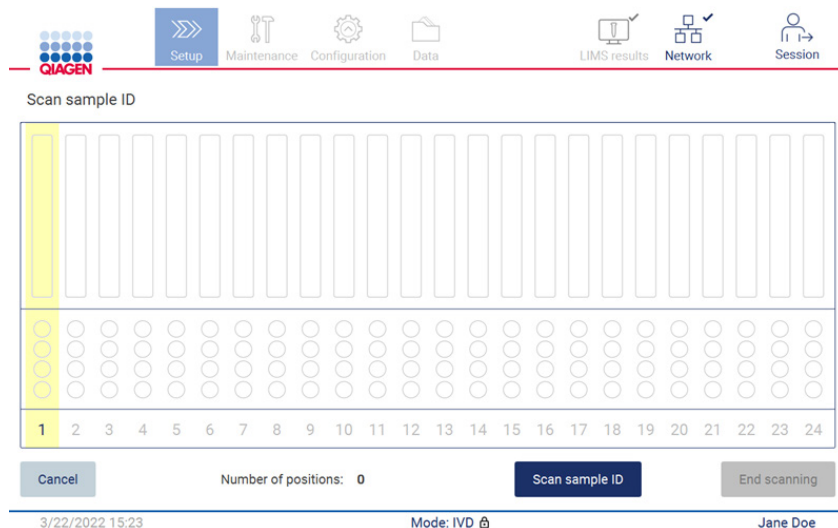 QIAGEN
Setup Maintenance Configuration Data LIMS results Network Session
Scan sample ID
1 2 3 4 5 6 7 8 9 10 11 12 13 14 15 16 17 18 19 20 21 22 23 24
Cancel Number of positions: 0 Scan sample ID End scanning
3/22/2022 15:23 Mode: IVD Jane Doe